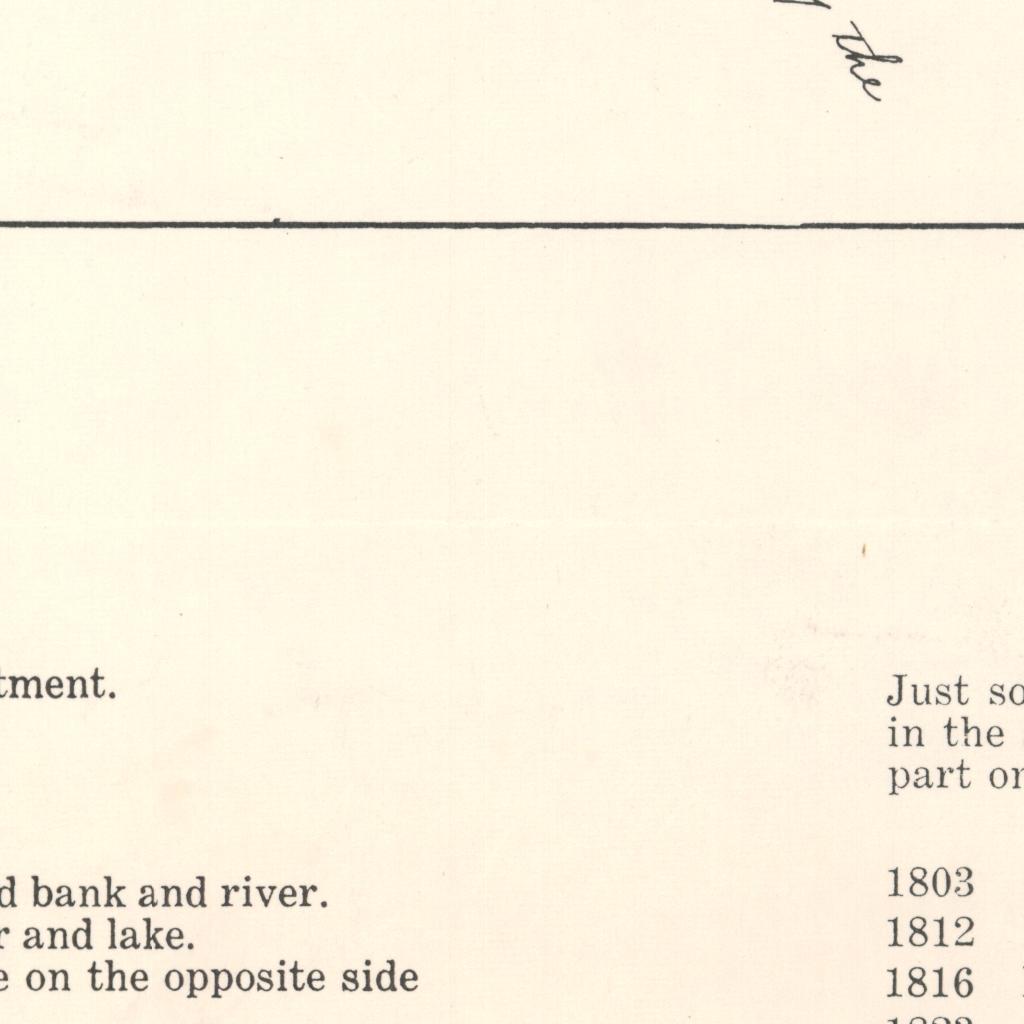 the
tment.
d bank and river.
r and lake.
e on the opposite side
Just so
in the
part or
1803
1812
1816